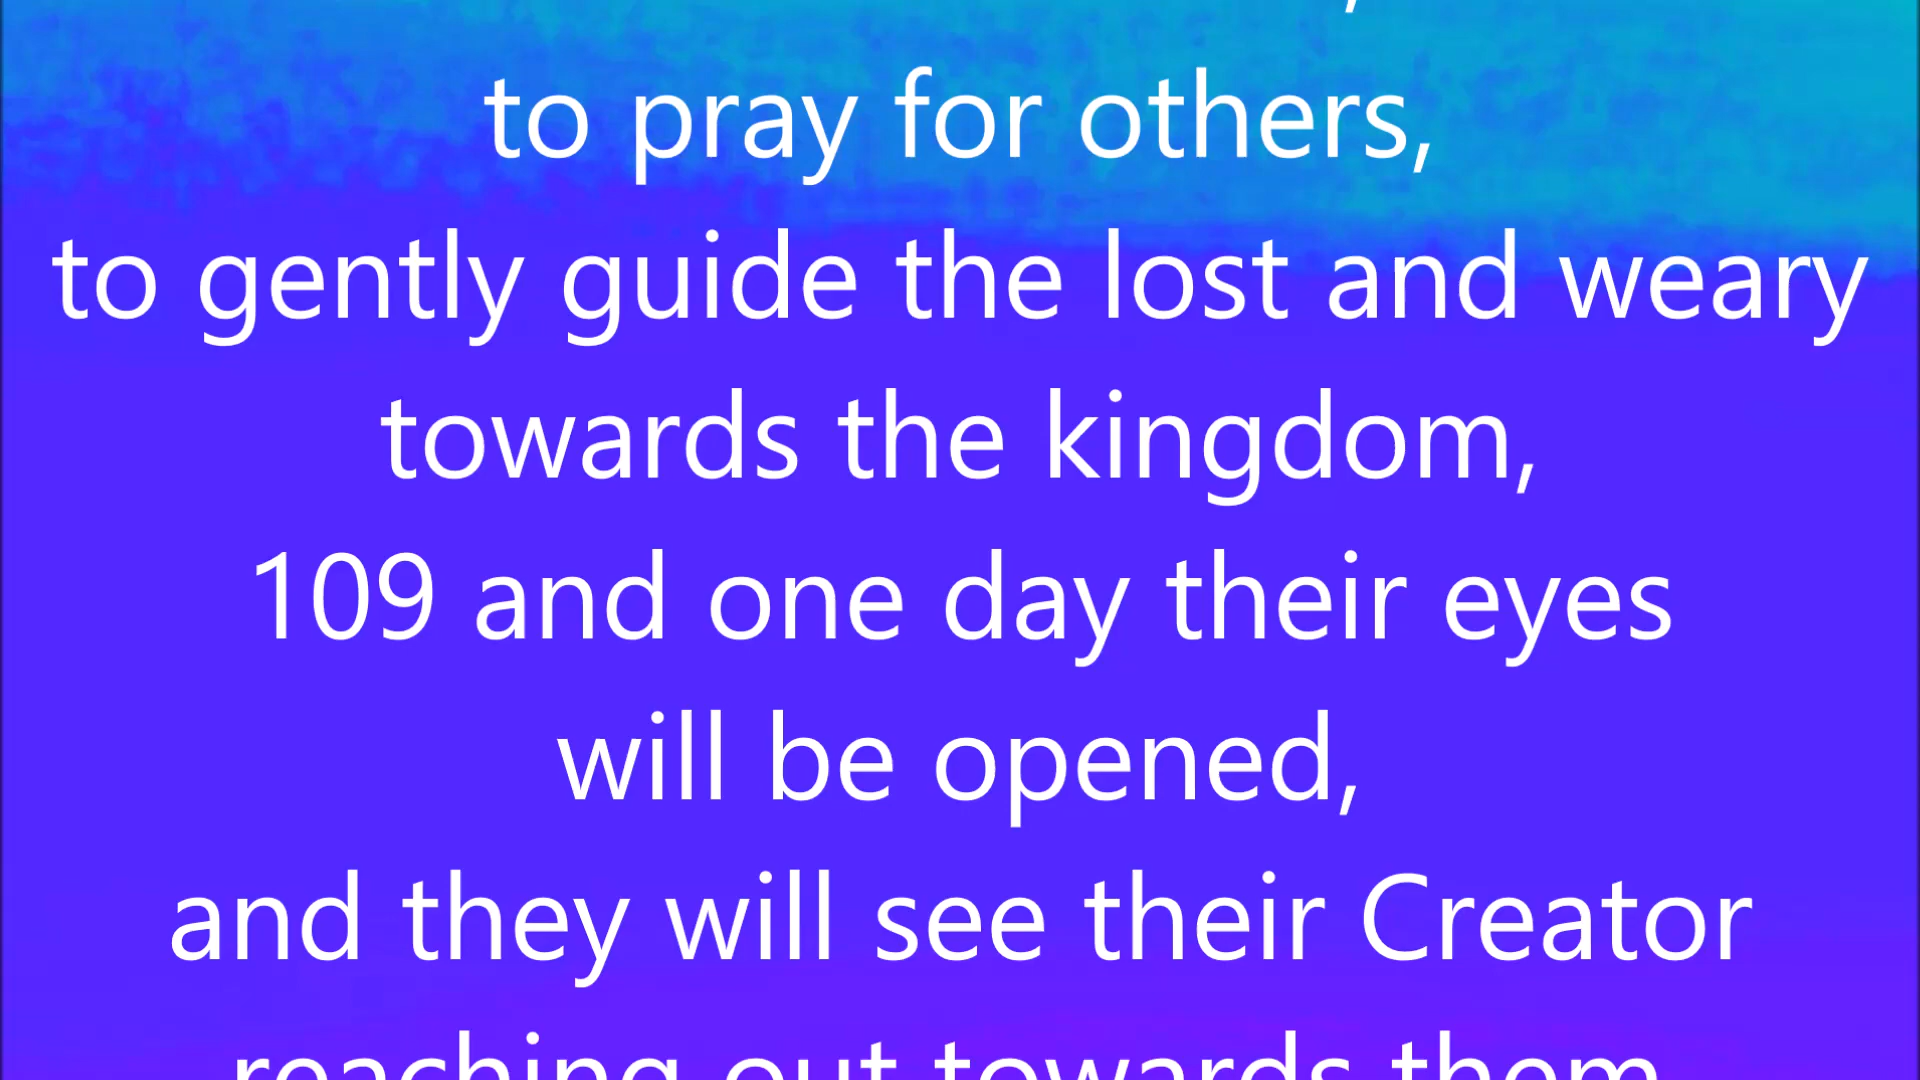 to pray for others,
to gently guide the lost and weary
towards the kingdom,
109 and one day their eyes
will be opened,
and they will see their Creator
reaching out towards them